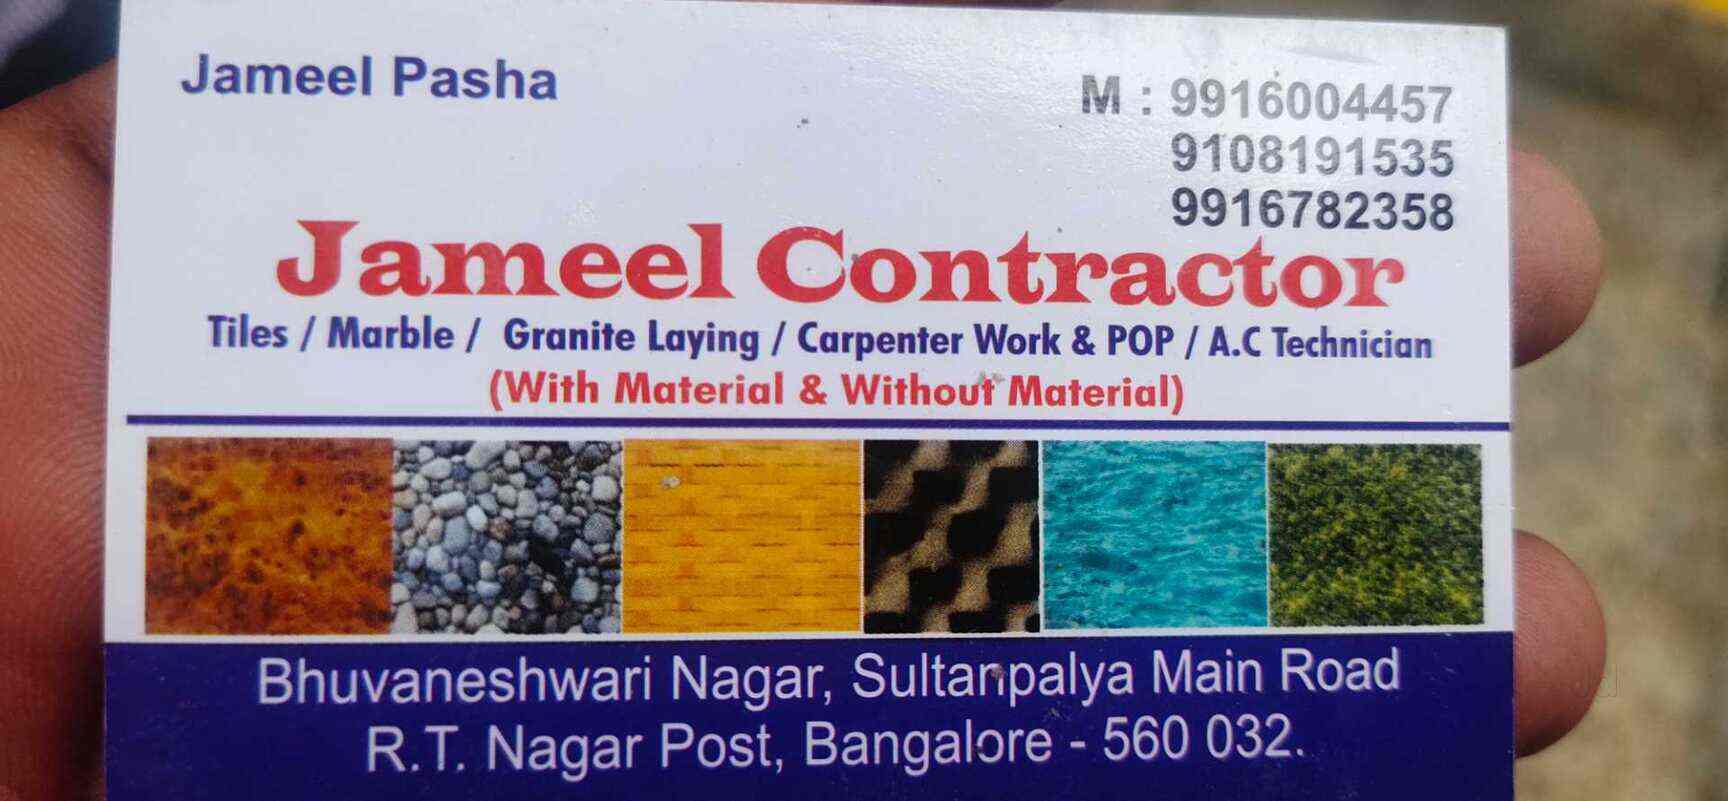 Jameel Pasha
M : 9916004457
9108191535
9916782358
Jameel Contractor
Tiles / Marble / Granite Laying / Carpenter Work & POP / A.C Technician
(With Material & Without Material)
Bhuvaneshwari Nagar, Sultanpalya Main Road
R.T. Nagar Post, Bangalore - 560 032.